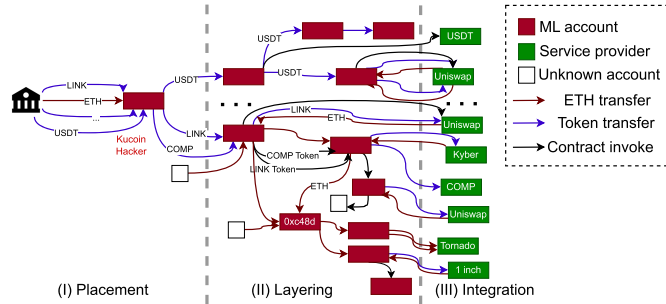 USDT
USDT
ML account
Service provider
Unknown account
ETH transfer
Token transfer
Contract invoke
LINK
ETH
...
USDT
Kucoin
Hacker
USDT
USDT
Uniswap
...
...
LINK
ETH
Uniswap
LINK
COMP
COMP Token
LINK Token
Kyber
COMP
ETH
Uniswap
0xc48d
Tornado
1 inch
(I) Placement
(II) Layering
(III) Integration